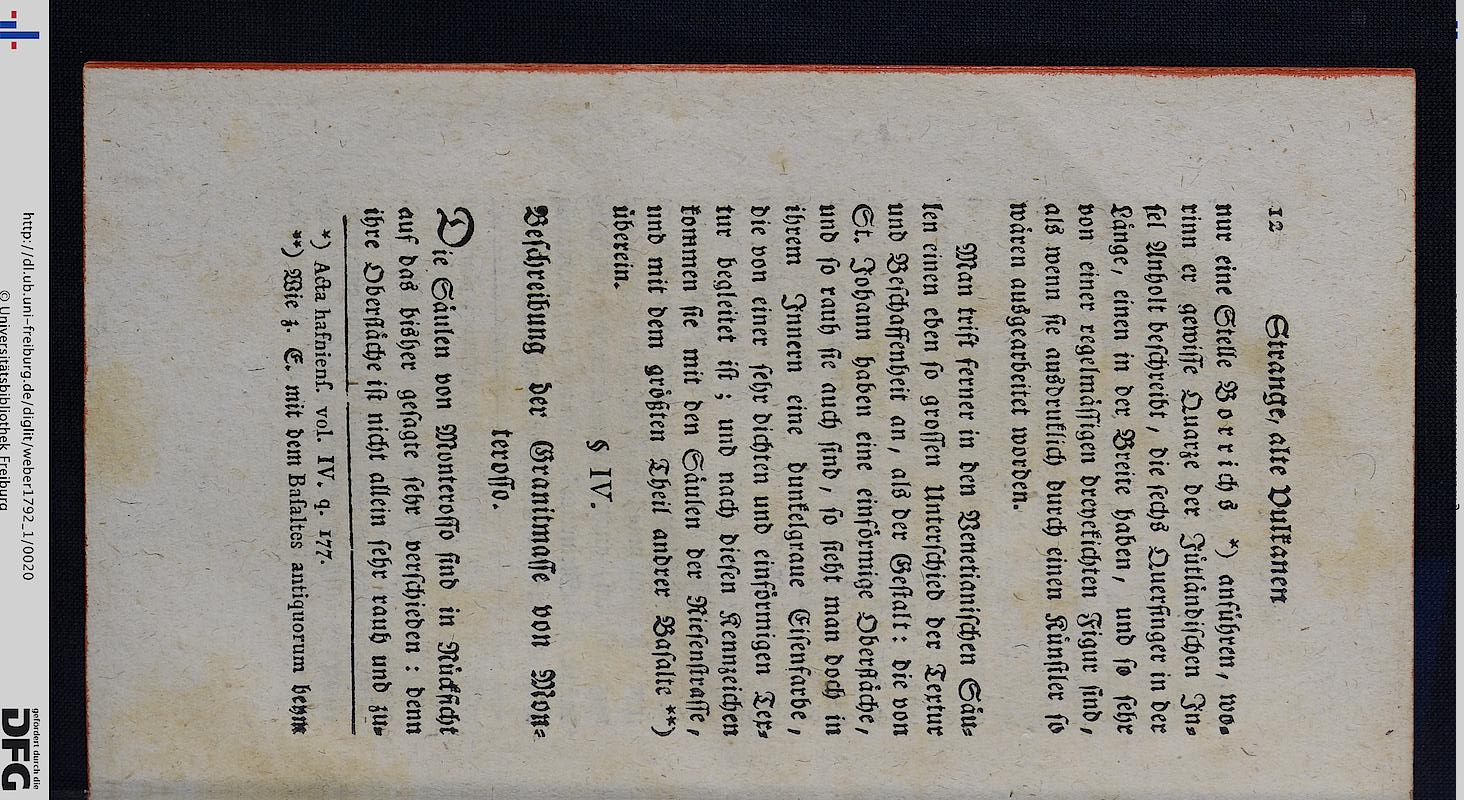 12 Strange, alte Vulkanen
nur eine Stelle Borrichs *) anführen, wo-
rinn er gewisse Quarze der Jütländischen In-
sel Anholt beschreibt, die sechs Querfinger in der
Länge, einen in der Breite haben, und so sehr
von einer regelmässigen dreyekichten Figur sind,
als wenn sie ausdruklich durch einen Künstler so
wären ausgearbeitet worden.
Man trift ferner in den Venetianischen Säu-
len einen eben so grossen Unterschied der Textur
und Beschaffenheit an, als der Gestalt: die von
St. Johann haben eine einförmige Oberfläche,
und so rauh sie auch sind, so sieht man doch in
ihrem Innern eine dunkelgraue Eisenfarbe,
die von einer sehr dichten und einförmigen Tex-
tur begleitet ist; und nach diesen Kennzeichen
kommen sie mit den Säulen der Riesenstrasse,
und mit dem größten Theil andrer Basalte **)
überein.
§ IV.
Beschreibung der Granitmasse von Mon-
terosso.
Die Säulen von Monterosso sind in Rücksicht
auf das bisher gesagte sehr verschieden: denn
ihre Oberfläche ist nicht allein sehr rauh und zu-
*) Acta hafniens. vol. IV. q. 177.
**) Wie z. E. mit dem Basaltes antiquorum beym
http://dl.ub.uni-freiburg.de/diglit/weber1792_1/0020
© Universitätsbibliothek Freiburg
gefördert durch die
DFG